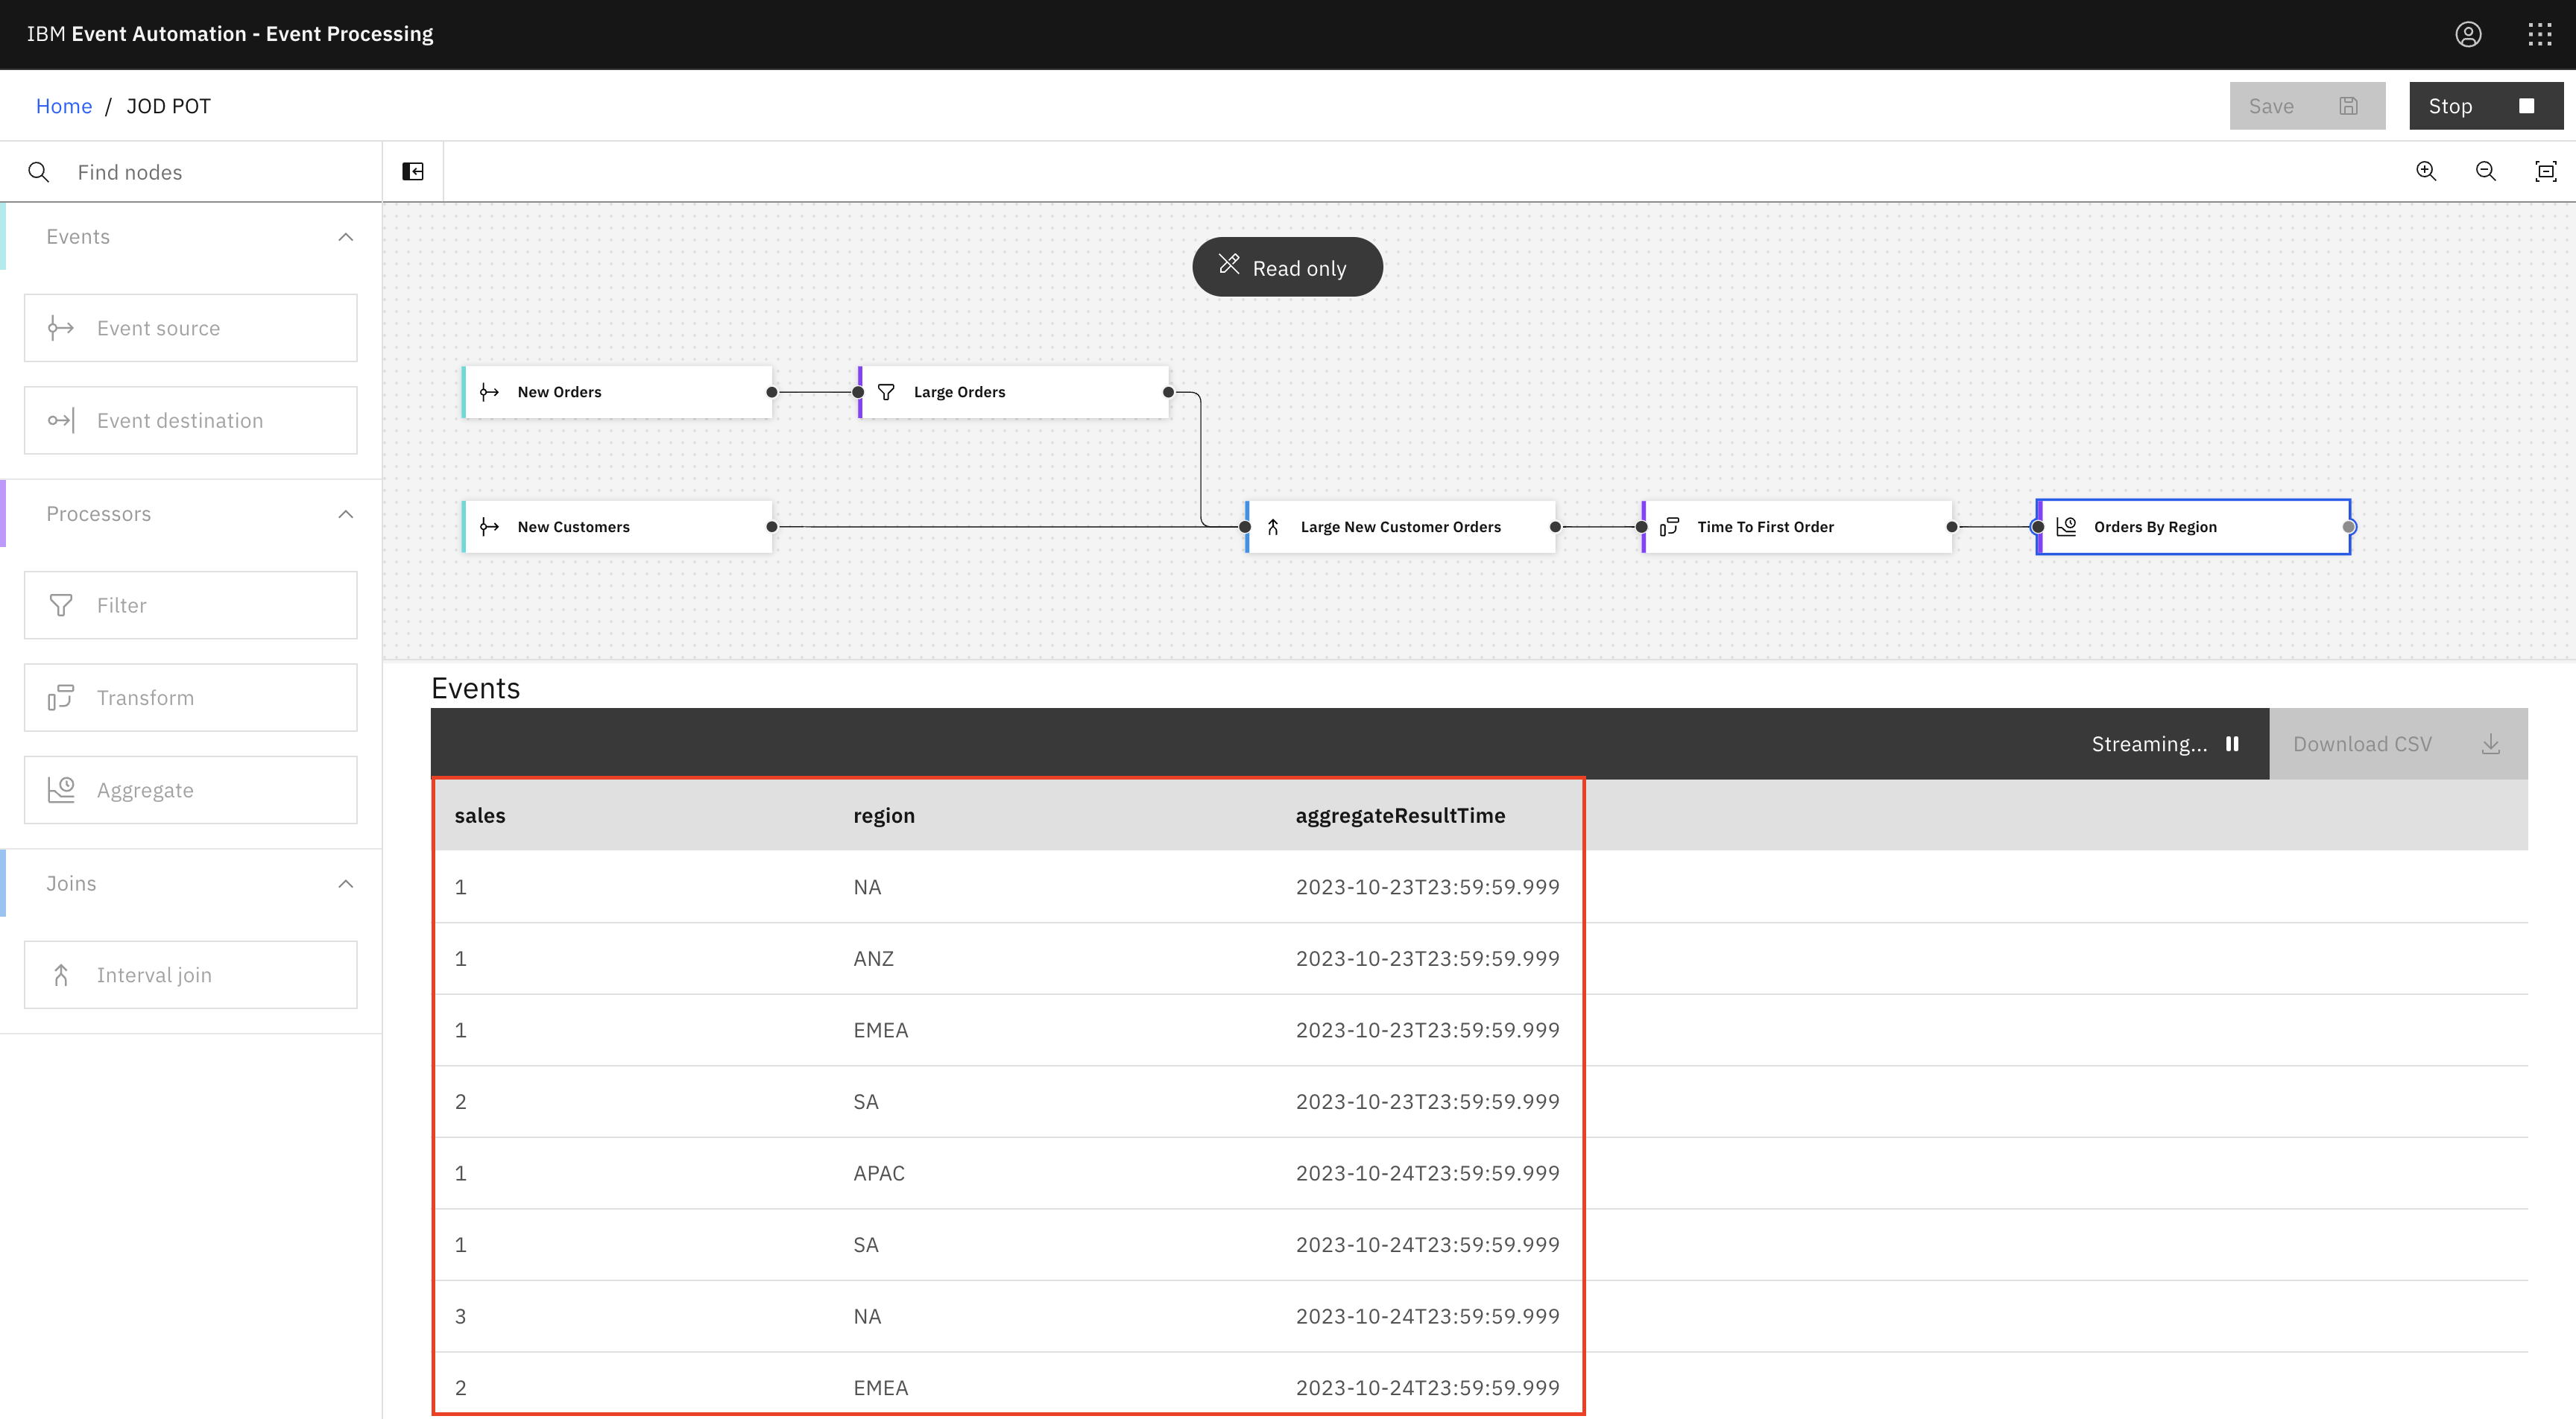 IBM Event Automation - Event Processing
Home / JOD POT
Save
Stop
Find nodes
Events
Event source
Event destination
Processors
Filter
Transform
Aggregate
Joins
Interval join
Read only
New Orders
Large Orders
New Customers
Large New Customer Orders
Time To First Order
Orders By Region
Events
Streaming...
Download CSV
sales region aggregateResultTime
1 NA 2023-10-23T23:59:59.999
1 ANZ 2023-10-23T23:59:59.999
1 EMEA 2023-10-23T23:59:59.999
2 SA 2023-10-23T23:59:59.999
1 APAC 2023-10-24T23:59:59.999
1 SA 2023-10-24T23:59:59.999
3 NA 2023-10-24T23:59:59.999
2 EMEA 2023-10-24T23:59:59.999